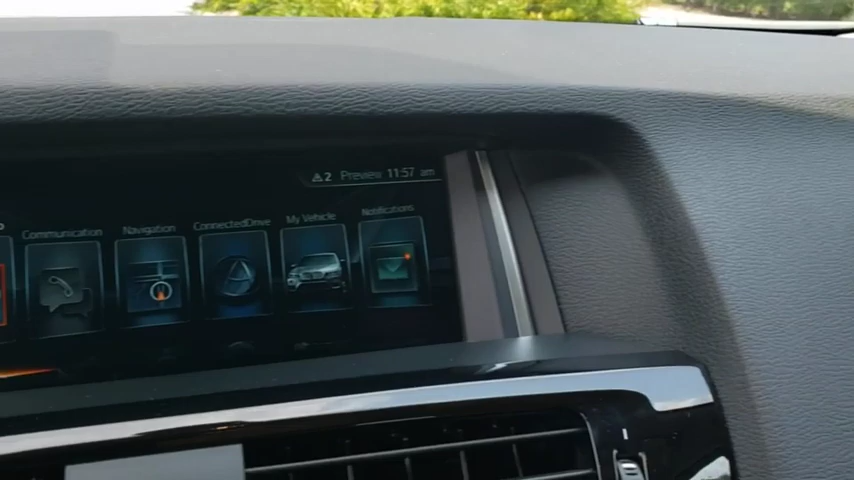 2 Preview 11:57 am
Communication Navigation ConnectedDrive My Vehicle Notifications